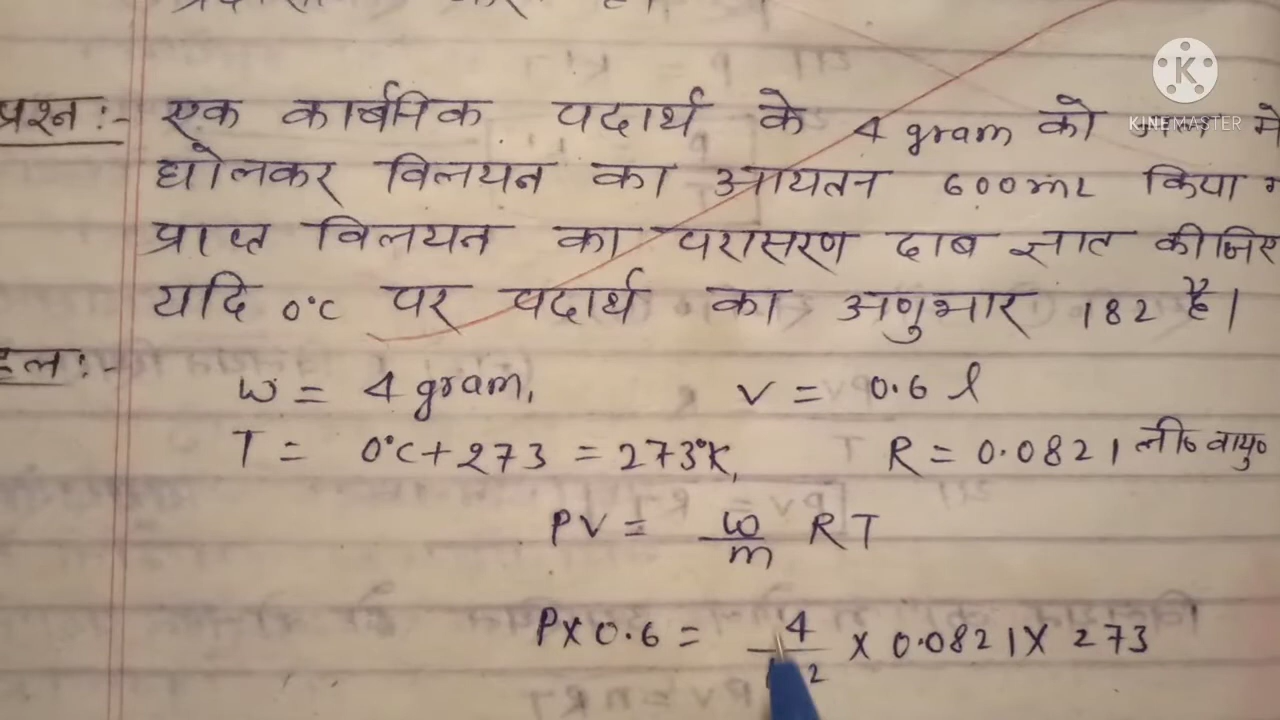 प्रश्न :- एक कार्बनिक पदार्थ के 4 gram को जल मे
घोलकर विलयन का आयतन 600mL किया
प्राप्त विलयन का परासरण दाब ज्ञात कीजिए
यदि 0°C पर पदार्थ का अणुभार 182 है।
हल :-
W = 4 gram, V = 0.6 l
T = 0°C + 273 = 273°K, R = 0.0821 ली० वायु०
PV = w/m RT
P x 0.6 = 4/182 x 0.0821 x 273
KINEMASTER